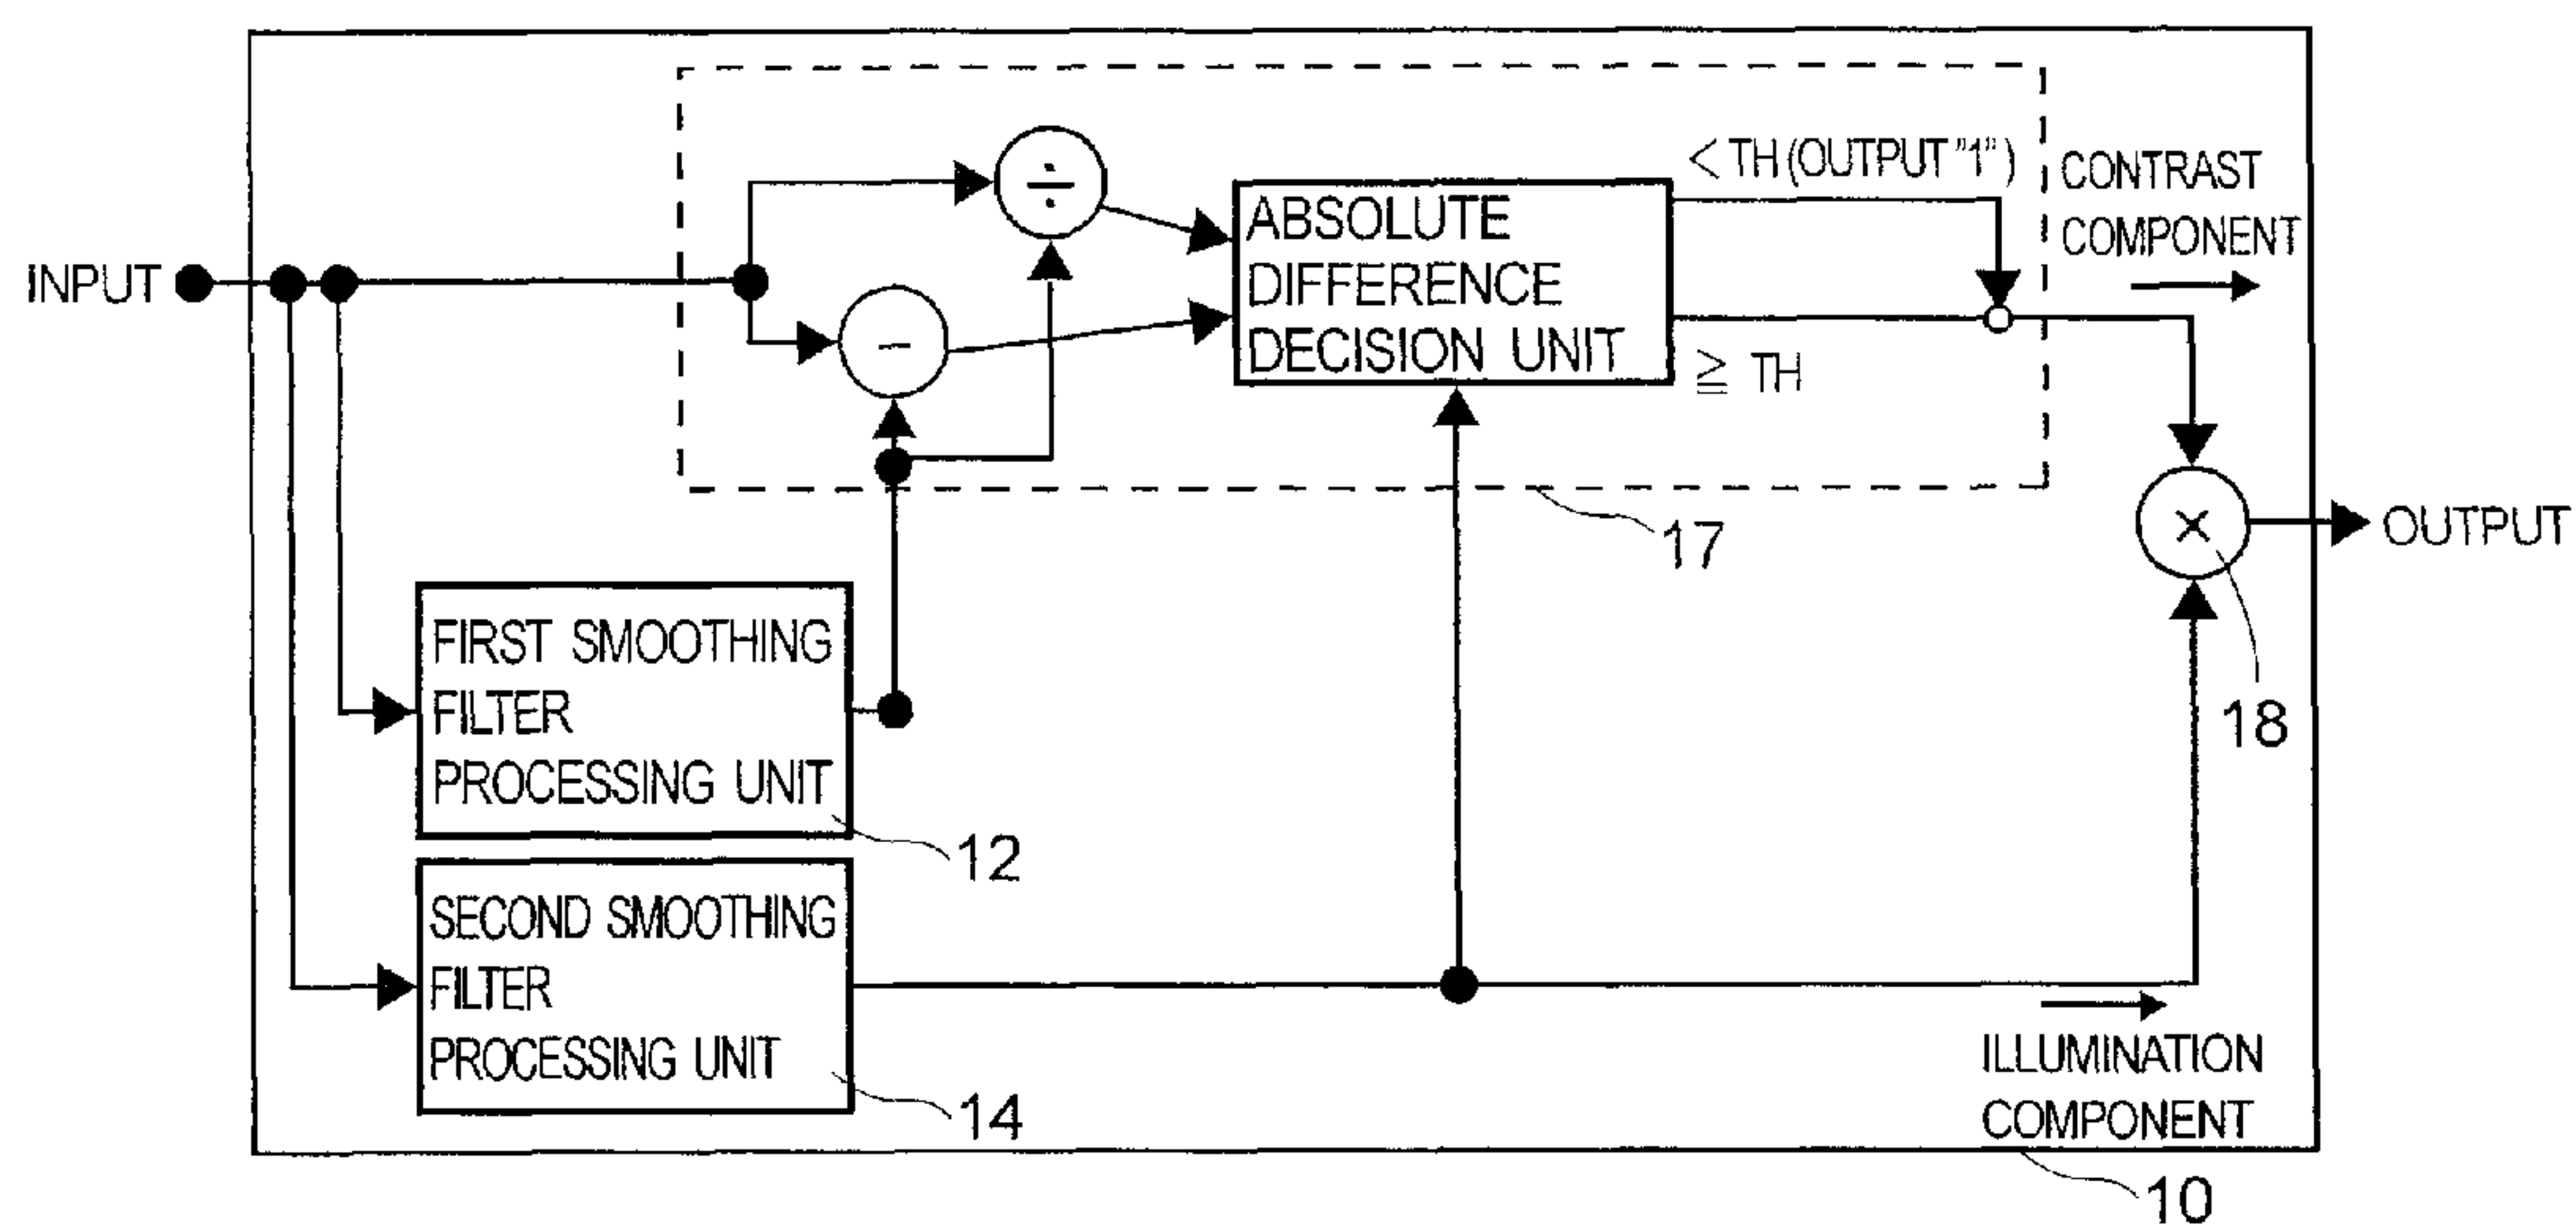 < TH (OUTPUT "1")
CONTRAST
COMPONENT
÷
ABSOLUTE
DIFFERENCE
DECISION UNIT
INPUT
−
≧ TH
17
×
OUTPUT
FIRST SMOOTHING
FILTER
PROCESSING UNIT
12
18
SECOND SMOOTHING
FILTER
PROCESSING UNIT
14
ILLUMINATION
COMPONENT
10